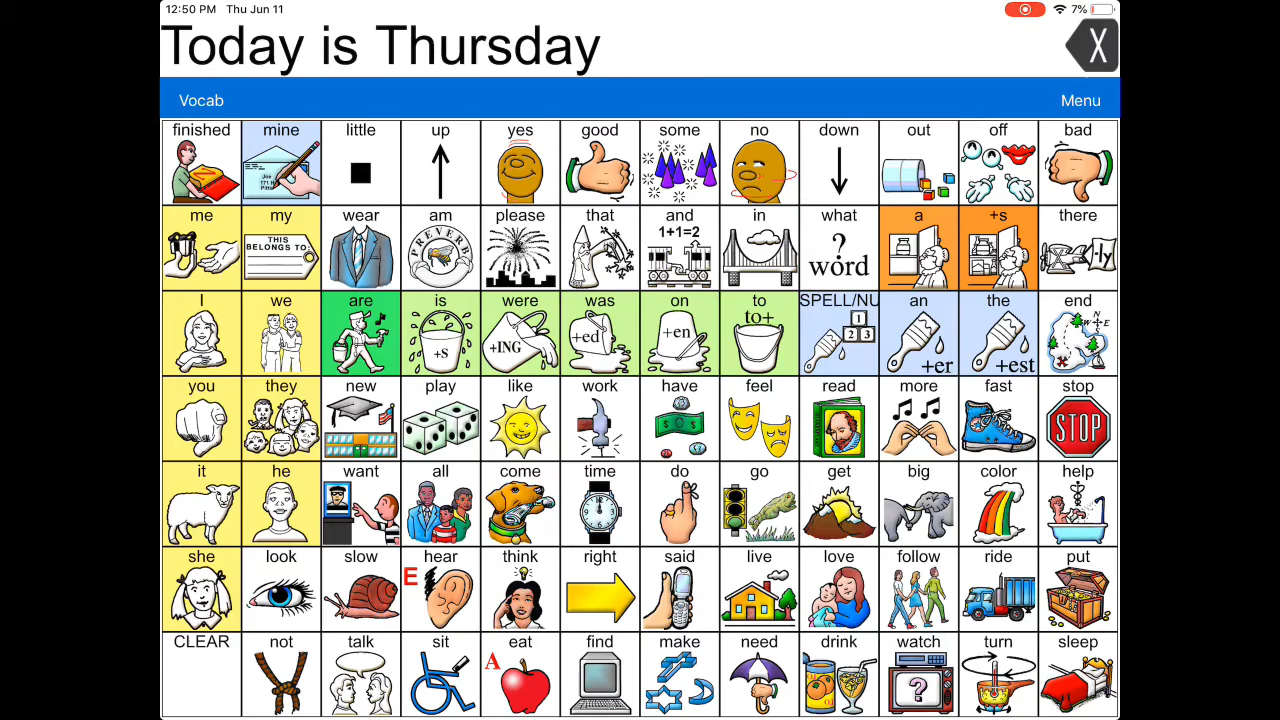 12:50 PM Thu Jun 11 7%
Today is Thursday X
Vocab Menu
finished mine little up yes good some no down out off bad
me my wear am please that and in what a +s there
THIS BELONGS TO: PREVERB 1+1=2 ? word -ly
I we are is were was on to SPELL/NU an the end
+S +ING +ed +en to+ 1 2 3 +er +est N W E S
you they new play like work have feel read more fast stop
STOP
it he want all come time do go get big color help
she look slow hear think right said live love follow ride put
E
CLEAR not talk sit eat find make need drink watch turn sleep
A ?